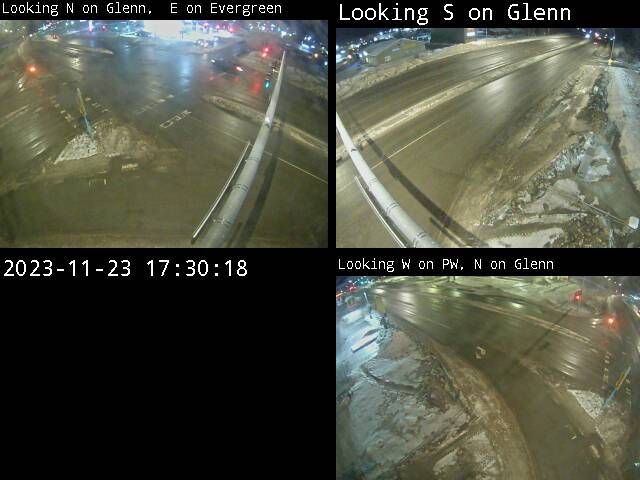 Looking N on Glenn,  E on Evergreen
Looking S on Glenn
2023-11-23 17:30:18
Looking W on PW, N on Glenn